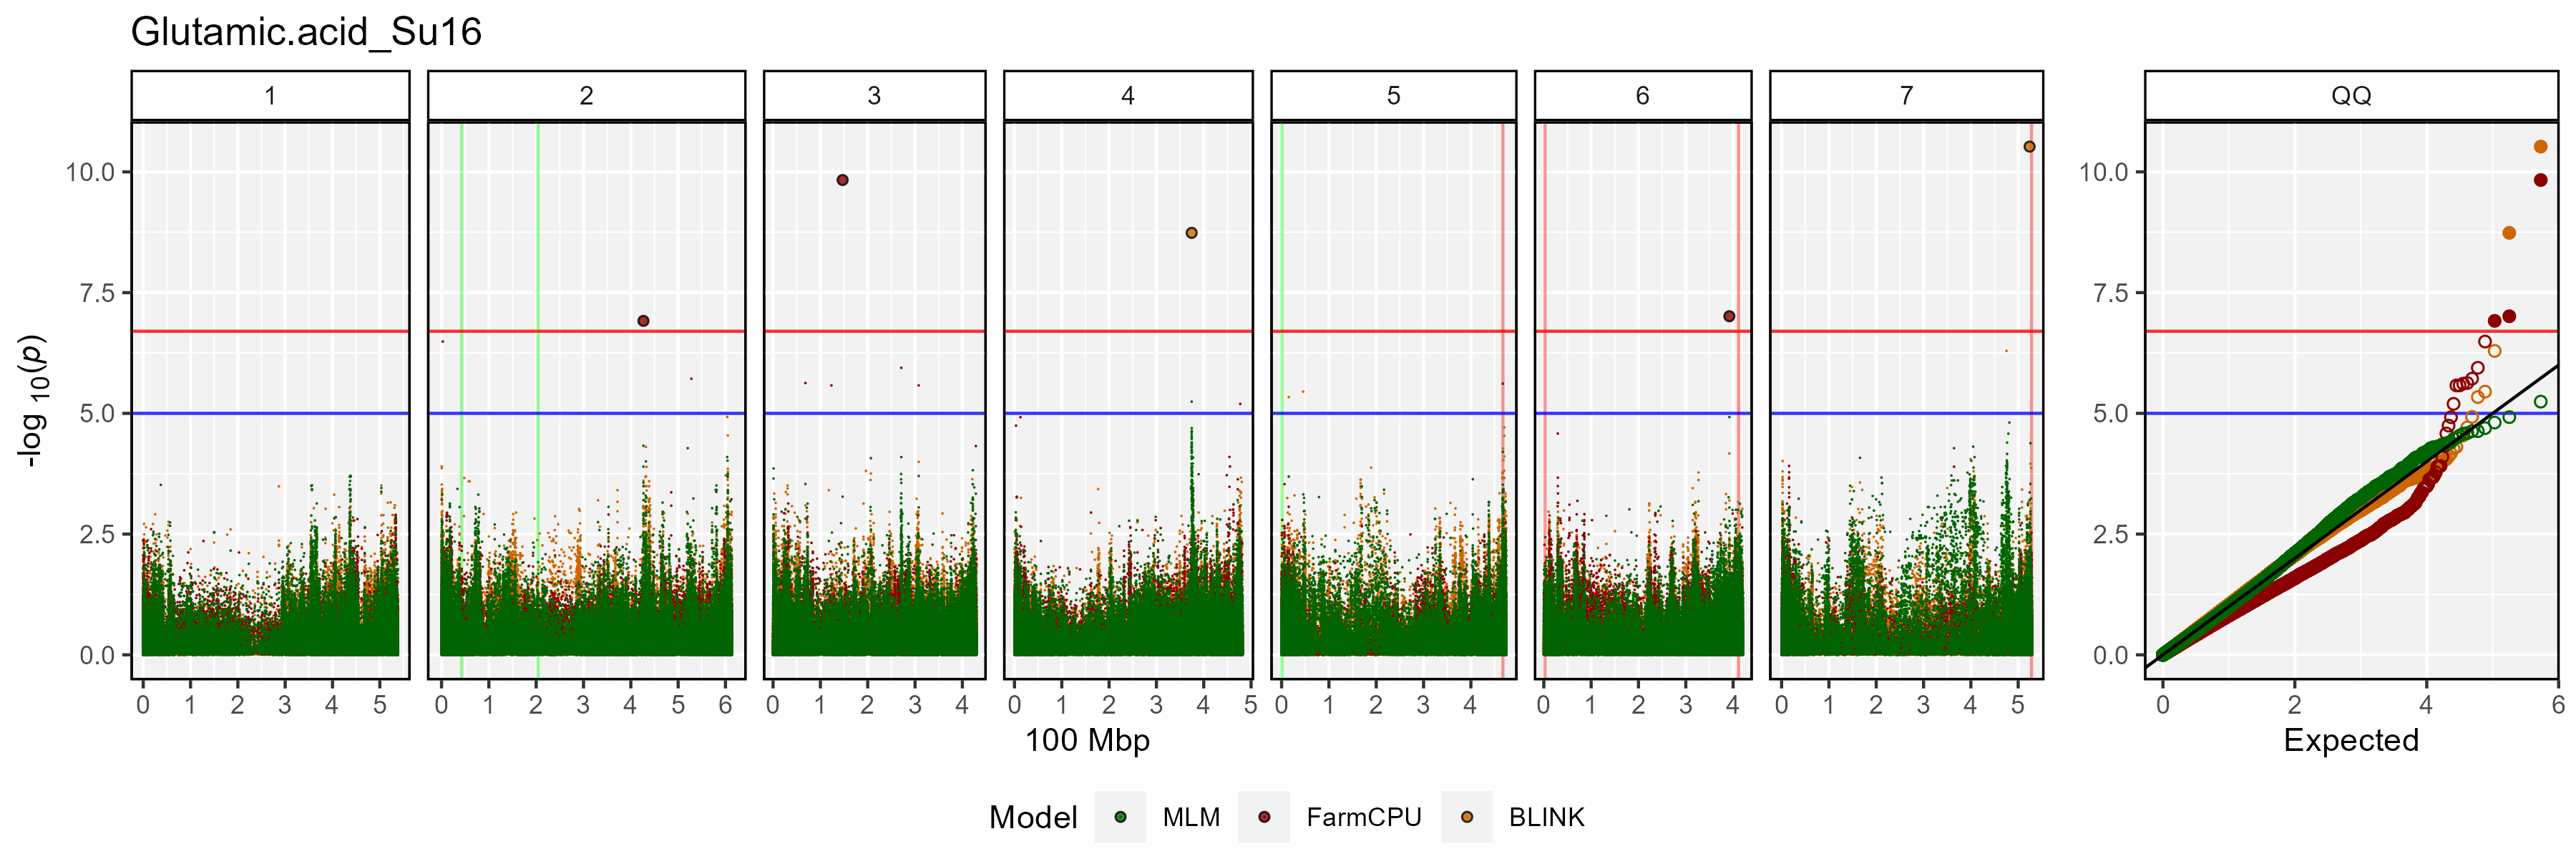 Glutamic.acid_Su16
1 2 3 4 5 6 7 QQ
10.0 10.0
7.5 7.5
5.0 5.0
2.5 2.5
0.0 0.0
-log 10(p)
0 1 2 3 4 5 0 1 2 3 4 5 6 0 1 2 3 4 0 1 2 3 4 5 0 1 2 3 4 0 1 2 3 4 0 1 2 3 4 5 0 2 4 6
100 Mbp Expected
Model MLM FarmCPU BLINK